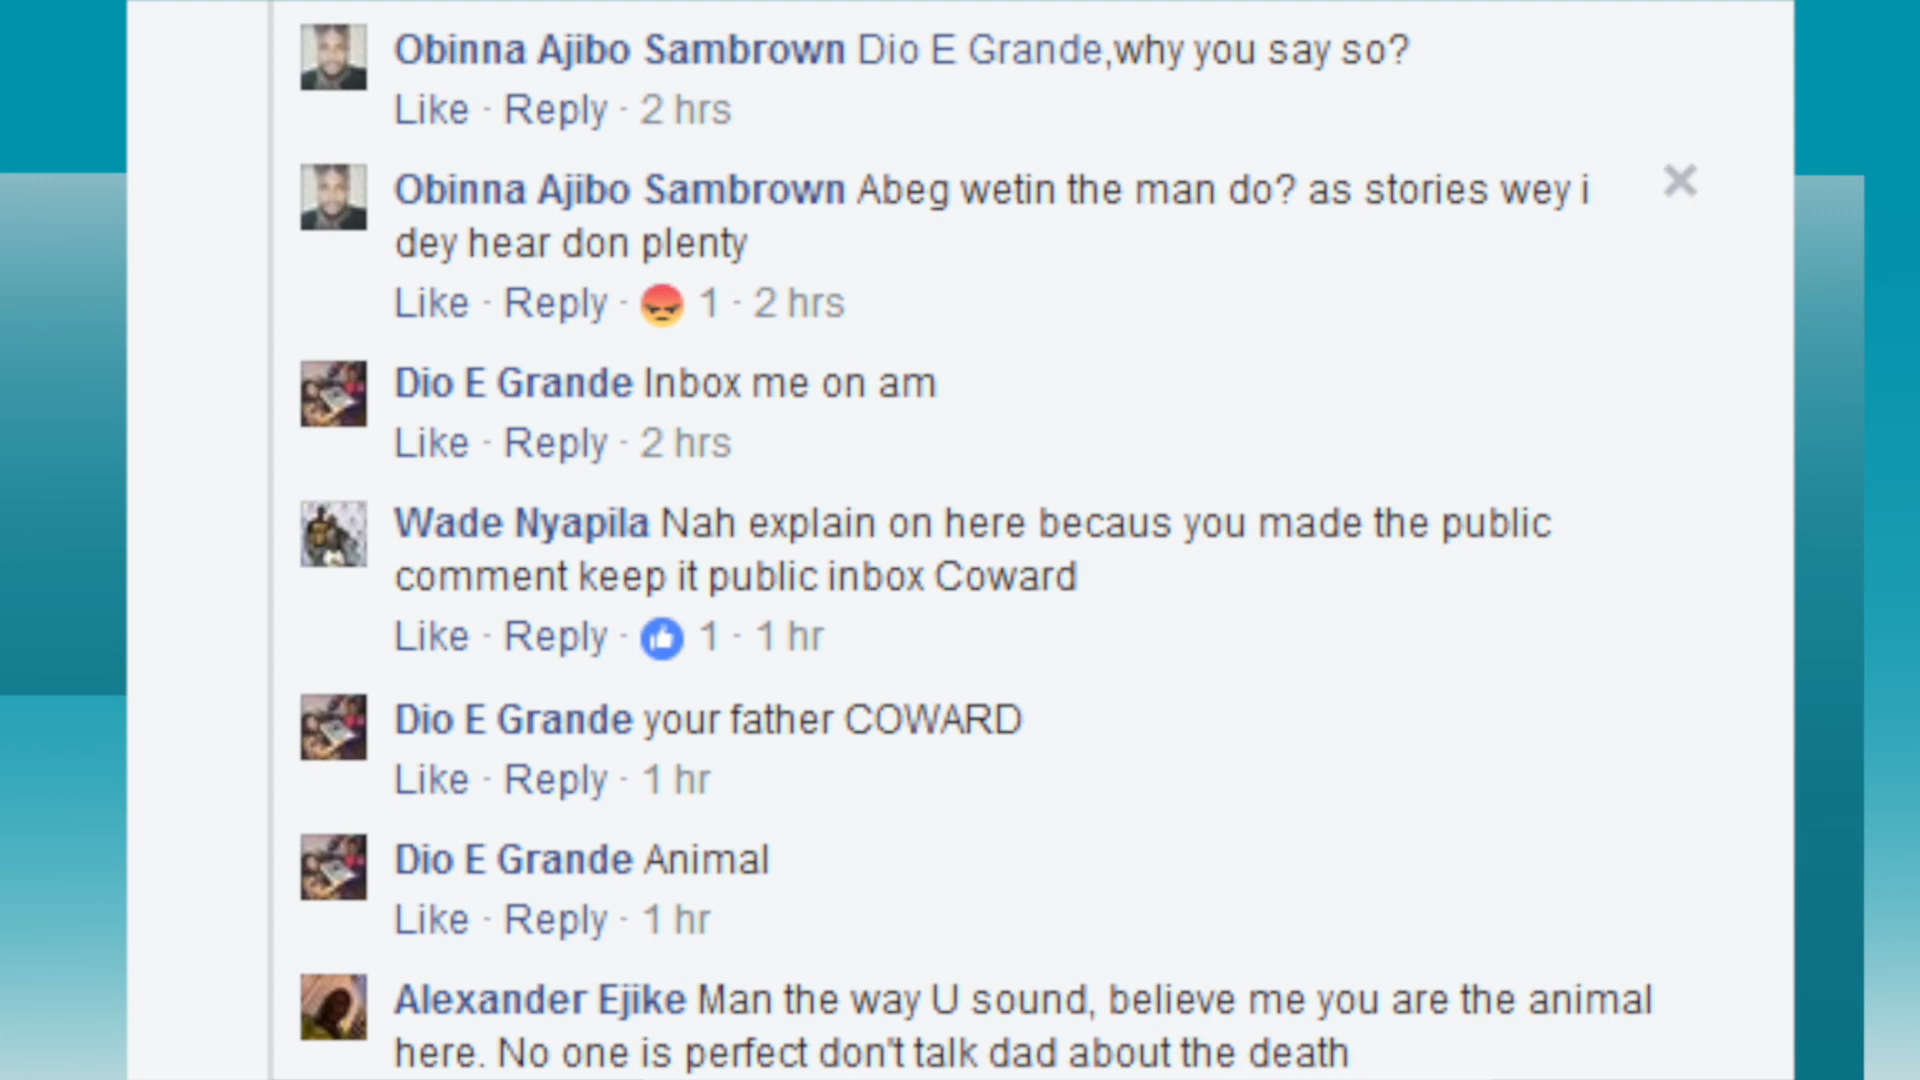 Obinna Ajibo Sambrown Dio E Grande,why you say so?
Like · Reply · 2 hrs
Obinna Ajibo Sambrown Abeg wetin the man do? as stories wey i
dey hear don plenty
Like · Reply · 1 · 2 hrs
Dio E Grande Inbox me on am
Like · Reply · 2 hrs
Wade Nyapila Nah explain on here becaus you made the public
comment keep it public inbox Coward
Like · Reply · 1 · 1 hr
Dio E Grande your father COWARD
Like · Reply · 1 hr
Dio E Grande Animal
Like · Reply · 1 hr
Alexander Ejike Man the way U sound, believe me you are the animal
here. No one is perfect don't talk dad about the death